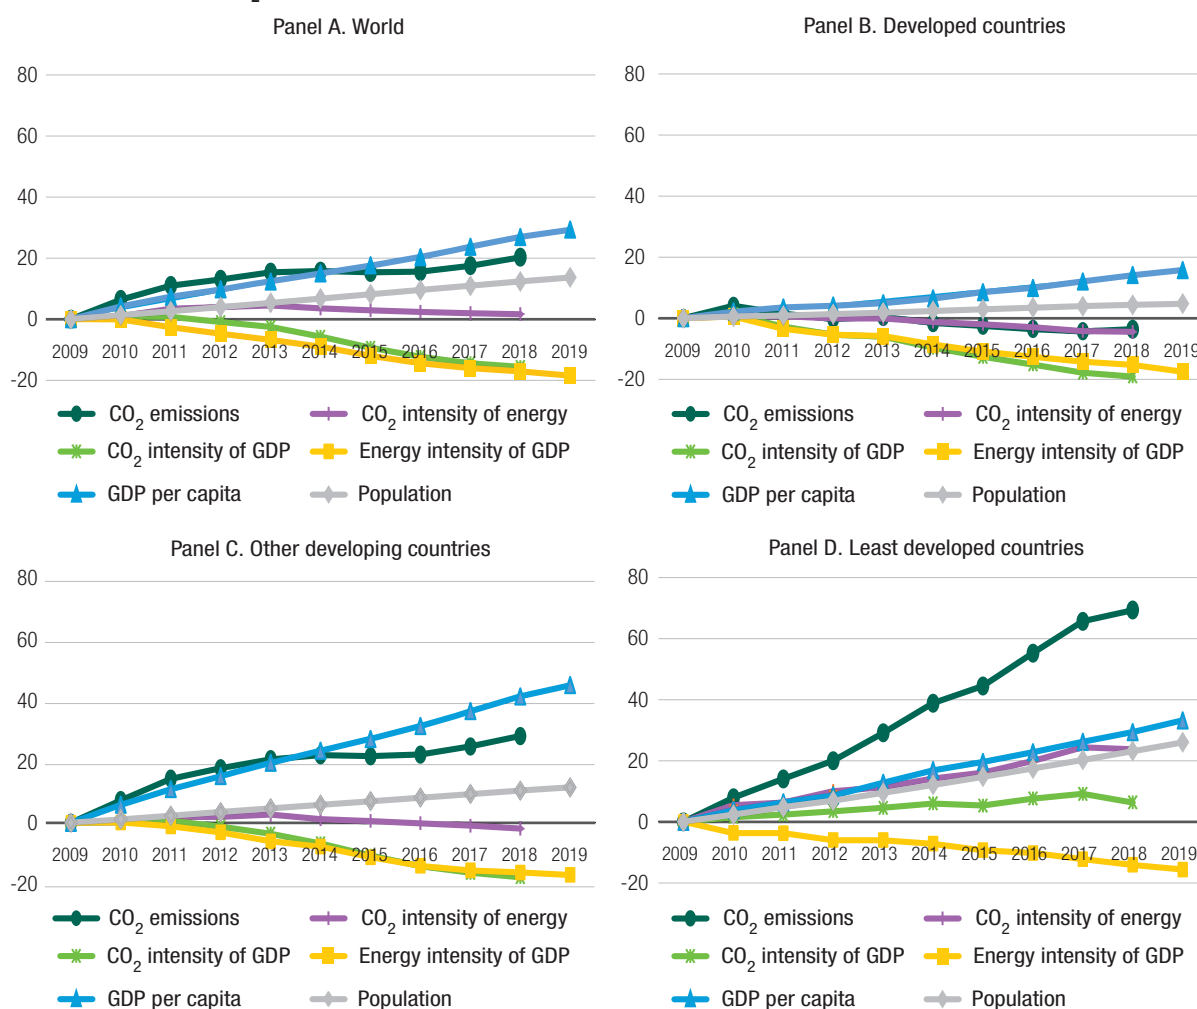 Panel A. World
80
60
40
20
0
-20
2009 2010 2011 2012 2013 2014 2015 2016 2017 2018 2019
CO2 emissions
CO2 intensity of energy
CO2 intensity of GDP
Energy intensity of GDP
GDP per capita
Population
Panel B. Developed countries
80
60
40
20
0
-20
2009 2010 2011 2012 2013 2014 2015 2016 2017 2018 2019
CO2 emissions
CO2 intensity of energy
CO2 intensity of GDP
Energy intensity of GDP
GDP per capita
Population
Panel C. Other developing countries
80
60
40
20
0
-20
2009 2010 2011 2012 2013 2014 2015 2016 2017 2018 2019
CO2 emissions
CO2 intensity of energy
CO2 intensity of GDP
Energy intensity of GDP
GDP per capita
Population
Panel D. Least developed countries
80
60
40
20
0
-20
2009 2010 2011 2012 2013 2014 2015 2016 2017 2018 2019
CO2 emissions
CO2 intensity of energy
CO2 intensity of GDP
Energy intensity of GDP
GDP per capita
Population